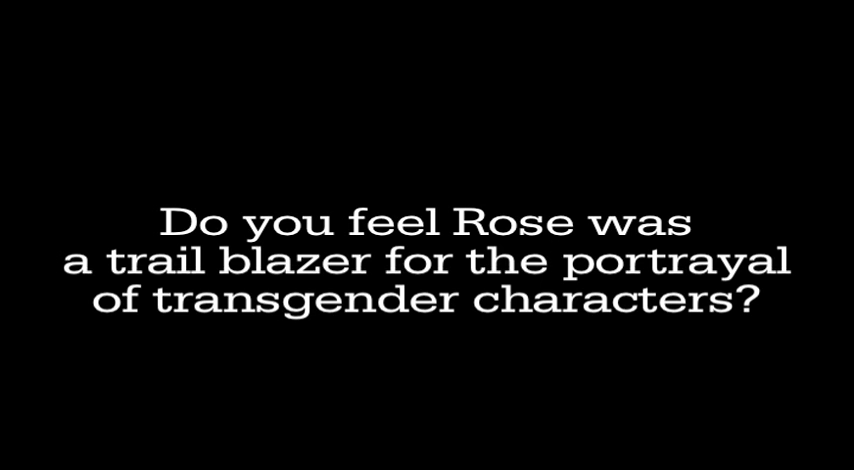 Do you feel Rose was
a trail blazer for the portrayal
of transgender characters?